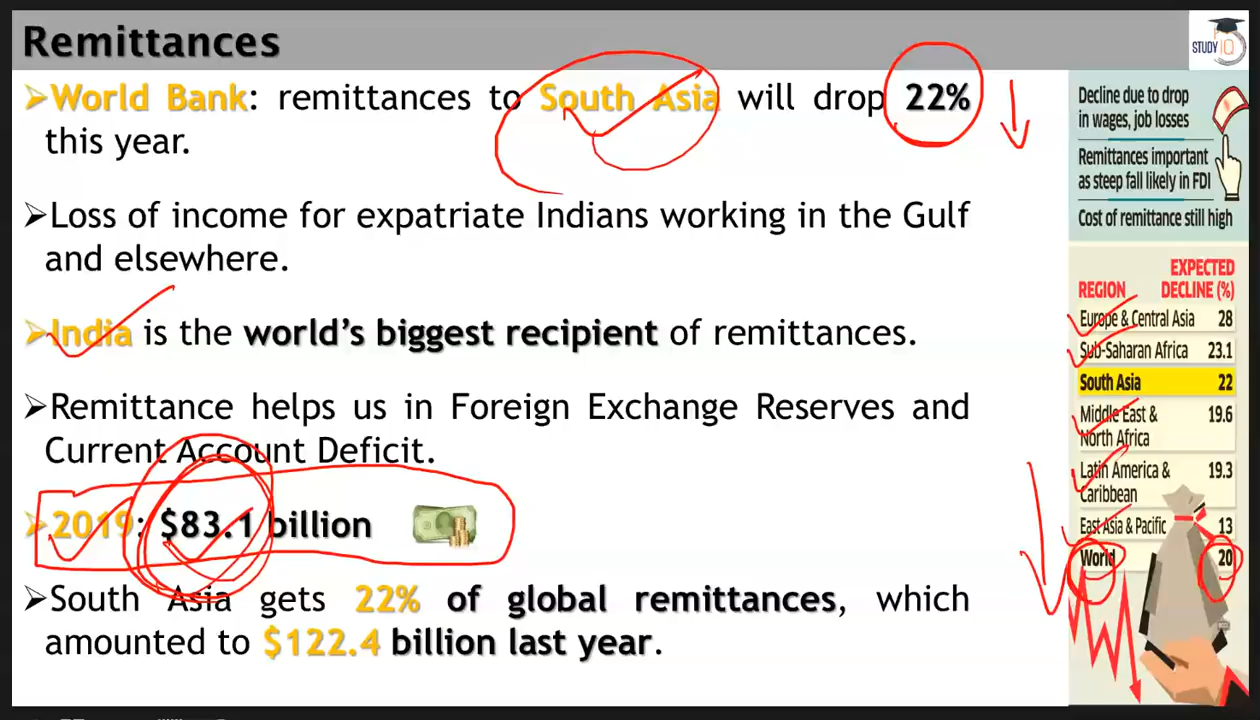 Remittances
STUDY IQ
➢World Bank: remittances to South Asia will drop 22%
this year.
➢Loss of income for expatriate Indians working in the Gulf
and elsewhere.
➢India is the world’s biggest recipient of remittances.
➢Remittance helps us in Foreign Exchange Reserves and
Current Account Deficit.
➢2019: $83.1 billion
➢South Asia gets 22% of global remittances, which
amounted to $122.4 billion last year.
Decline due to drop
in wages, job losses
Remittances important
as steep fall likely in FDI
Cost of remittance still high
REGION EXPECTED
DECLINE (%)
Europe & Central Asia 28
Sub-Saharan Africa 23.1
South Asia 22
Middle East & 19.6
North Africa
Latin America & 19.3
Caribbean
East Asia & Pacific 13
World 20